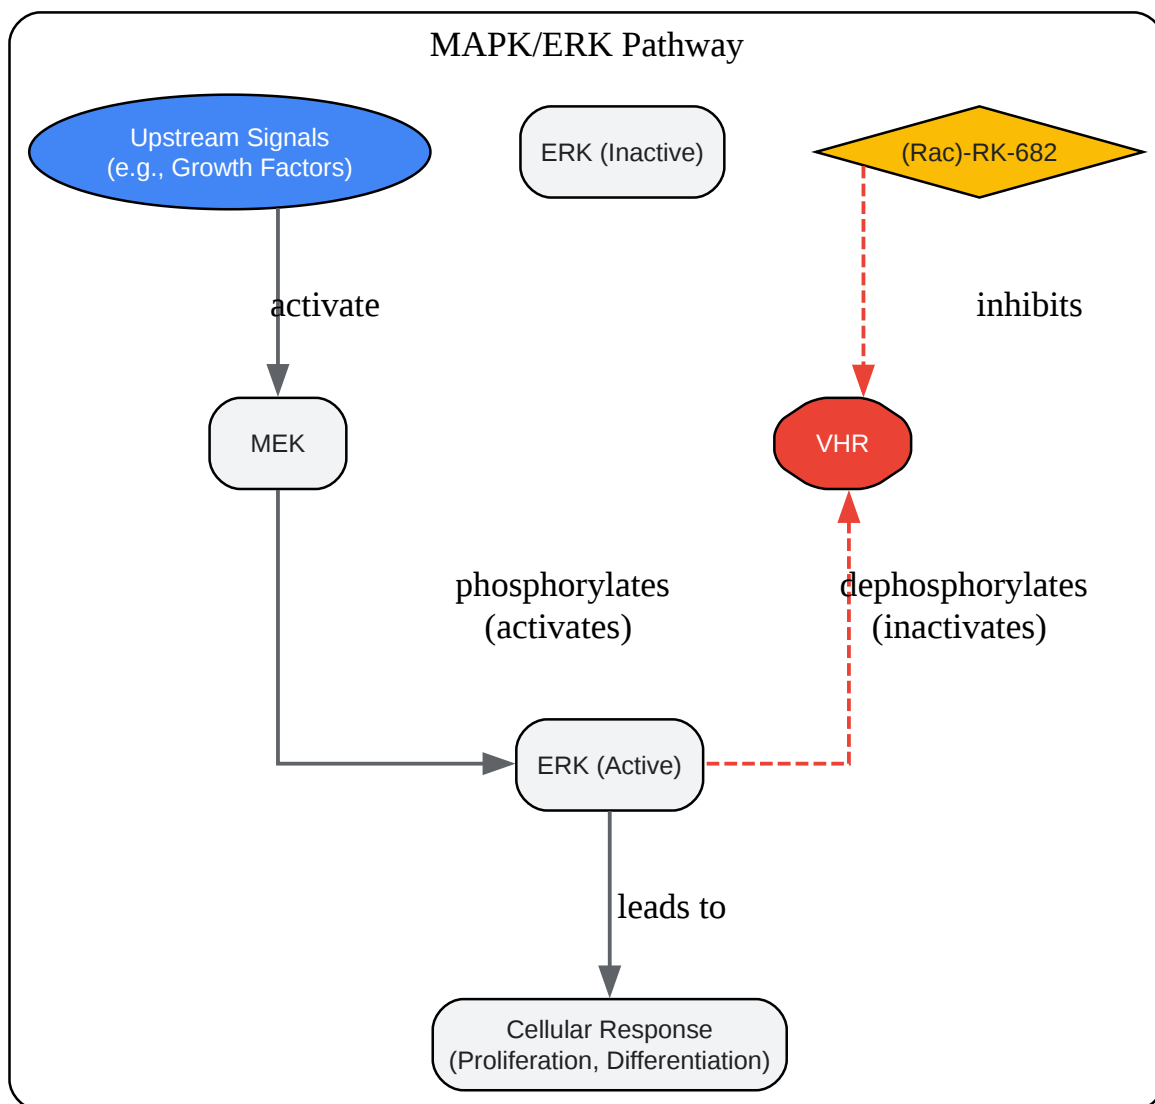 MAPK/ERK Pathway
Upstream Signals
(e.g., Growth Factors)
ERK (Inactive)
(Rac)-RK-682
activate
inhibits
MEK
VHR
phosphorylates
(activates)
dephosphorylates
(inactivates)
ERK (Active)
leads to
Cellular Response
(Proliferation, Differentiation)